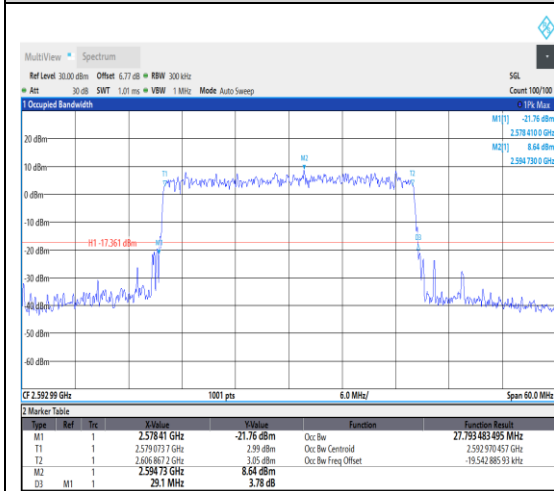 MultiView Spectrum
Ref Level 30.00 dBm Offset 6.77 dB RBW 300 kHz SGL
Att 30 dB SWT 1.01 ms VBW 1 MHz Mode Auto Sweep Count 100/100
1 Occupied Bandwidth 1Pk Max
M1[1] -21.76 dBm
2.578 410 0 GHz
M2[1] 8.64 dBm
2.594 730 0 GHz
20 dBm
10 dBm
0 dBm
-10 dBm
-20 dBm
-30 dBm
-40 dBm
-50 dBm
-60 dBm
T1
M2
T2
H1 -17.361 dBm
M1
D3
CF 2.592 99 GHz 1001 pts 6.0 MHz/ Span 60.0 MHz
2 Marker Table
Type Ref Trc X-Value Y-Value Function Function Result
M1 1 2.578 41 GHz -21.76 dBm Occ Bw 27.793 483 495 MHz
T1 1 2.579 073 7 GHz 2.99 dBm Occ Bw Centroid 2.592 970 457 GHz
T2 1 2.606 867 2 GHz 3.05 dBm Occ Bw Freq Offset -19.542 885 93 kHz
M2 1 2.594 73 GHz 8.64 dBm
D3 M1 1 29.1 MHz 3.78 dB